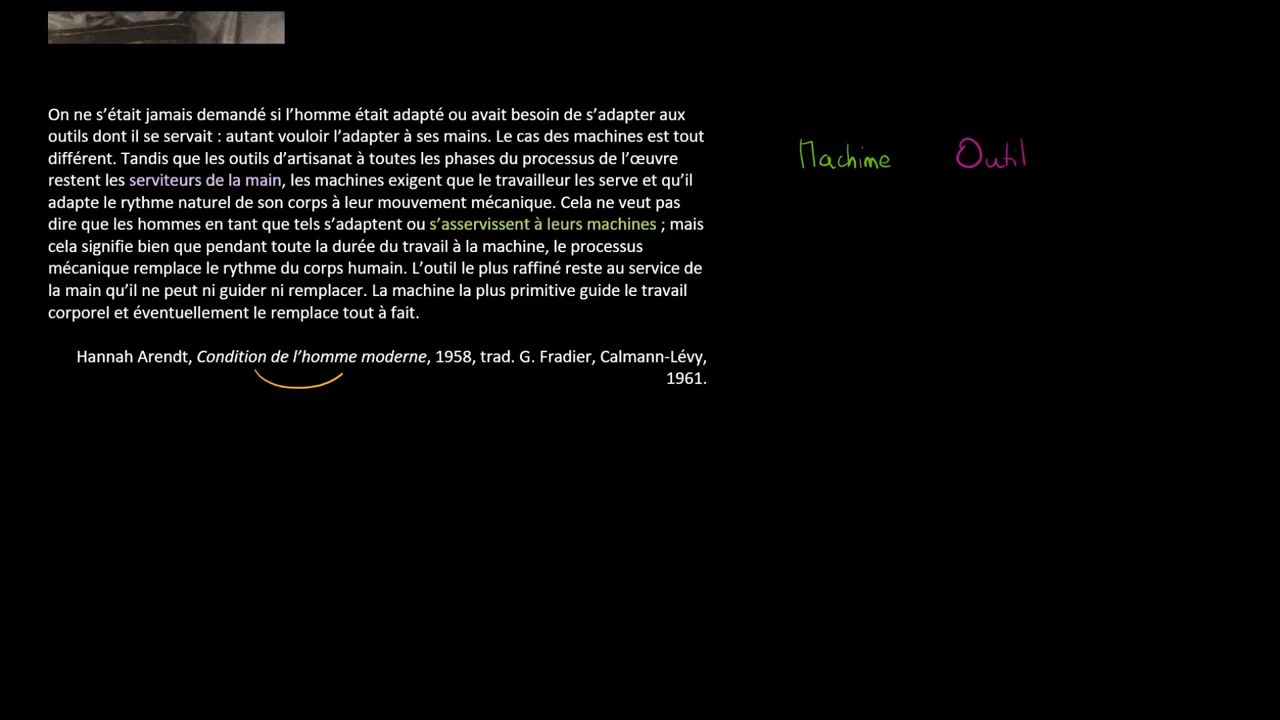 On ne s’était jamais demandé si l’homme était adapté ou avait besoin de s’adapter aux
outils dont il se servait : autant vouloir l’adapter à ses mains. Le cas des machines est tout
différent. Tandis que les outils d’artisanat à toutes les phases du processus de l’œuvre
restent les serviteurs de la main, les machines exigent que le travailleur les serve et qu’il
adapte le rythme naturel de son corps à leur mouvement mécanique. Cela ne veut pas
dire que les hommes en tant que tels s’adaptent ou s’asservissent à leurs machines ; mais
cela signifie bien que pendant toute la durée du travail à la machine, le processus
mécanique remplace le rythme du corps humain. L’outil le plus raffiné reste au service de
la main qu’il ne peut ni guider ni remplacer. La machine la plus primitive guide le travail
corporel et éventuellement le remplace tout à fait.
Hannah Arendt, Condition de l’homme moderne, 1958, trad. G. Fradier, Calmann-Lévy,
1961.
Machine Outil